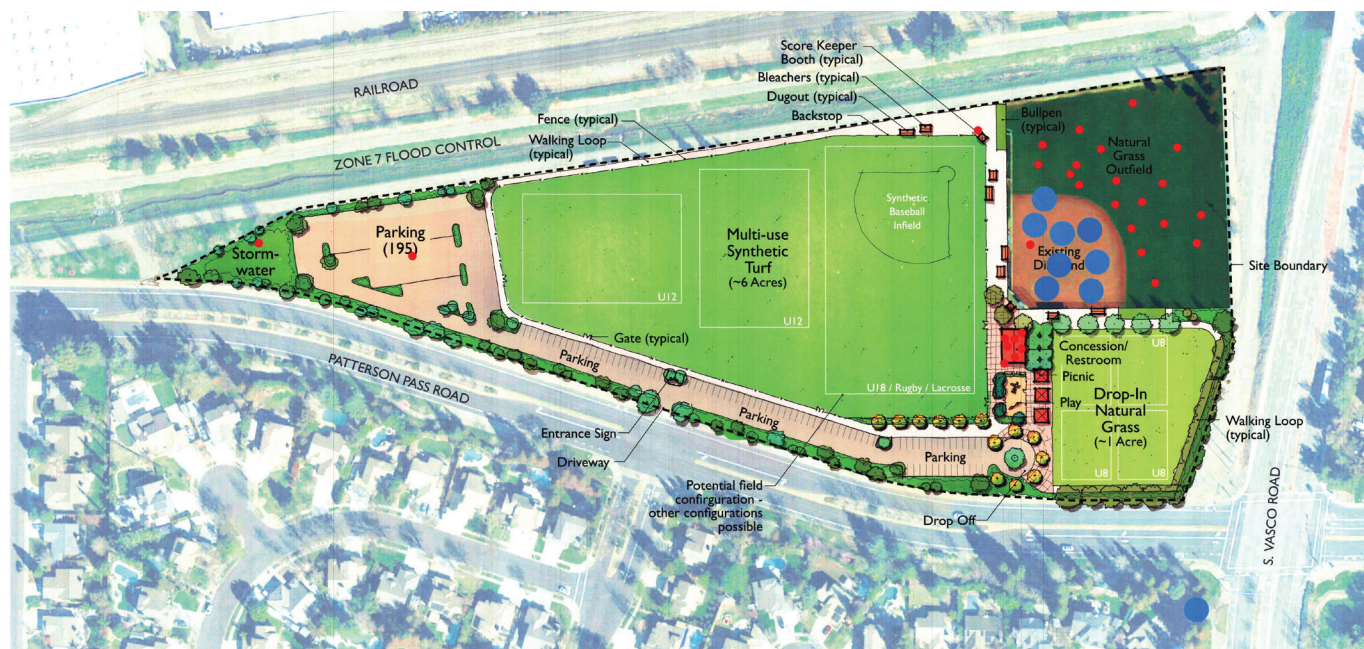 Score Keeper
Booth (typical)
Bleachers (typical)
Dugout (typical)
Backstop
RAILROAD
Fence (typical)
Walking Loop
(typical)
ZONE 7 FLOOD CONTROL
Bullpen
(typical)
Natural
Grass
Outfield
Synthetic
Baseball
Infield
Parking
(195)
Storm-
water
Multi-use
Synthetic
Turf
(~6 Acres)
Existing
Diamond
Site Boundary
U12
U12
Gate (typical)
Parking
PATTERSON PASS ROAD
U18 / Rugby / Lacrosse
Concession/
Restroom
U8
Picnic
Play
Drop-In
Natural
Grass
(~1 Acre)
Walking Loop
(typical)
Parking
Entrance Sign
Driveway
Parking
U8
U8
Potential field
confirguration -
other configurations
possible
Drop Off
S. VASCO ROAD